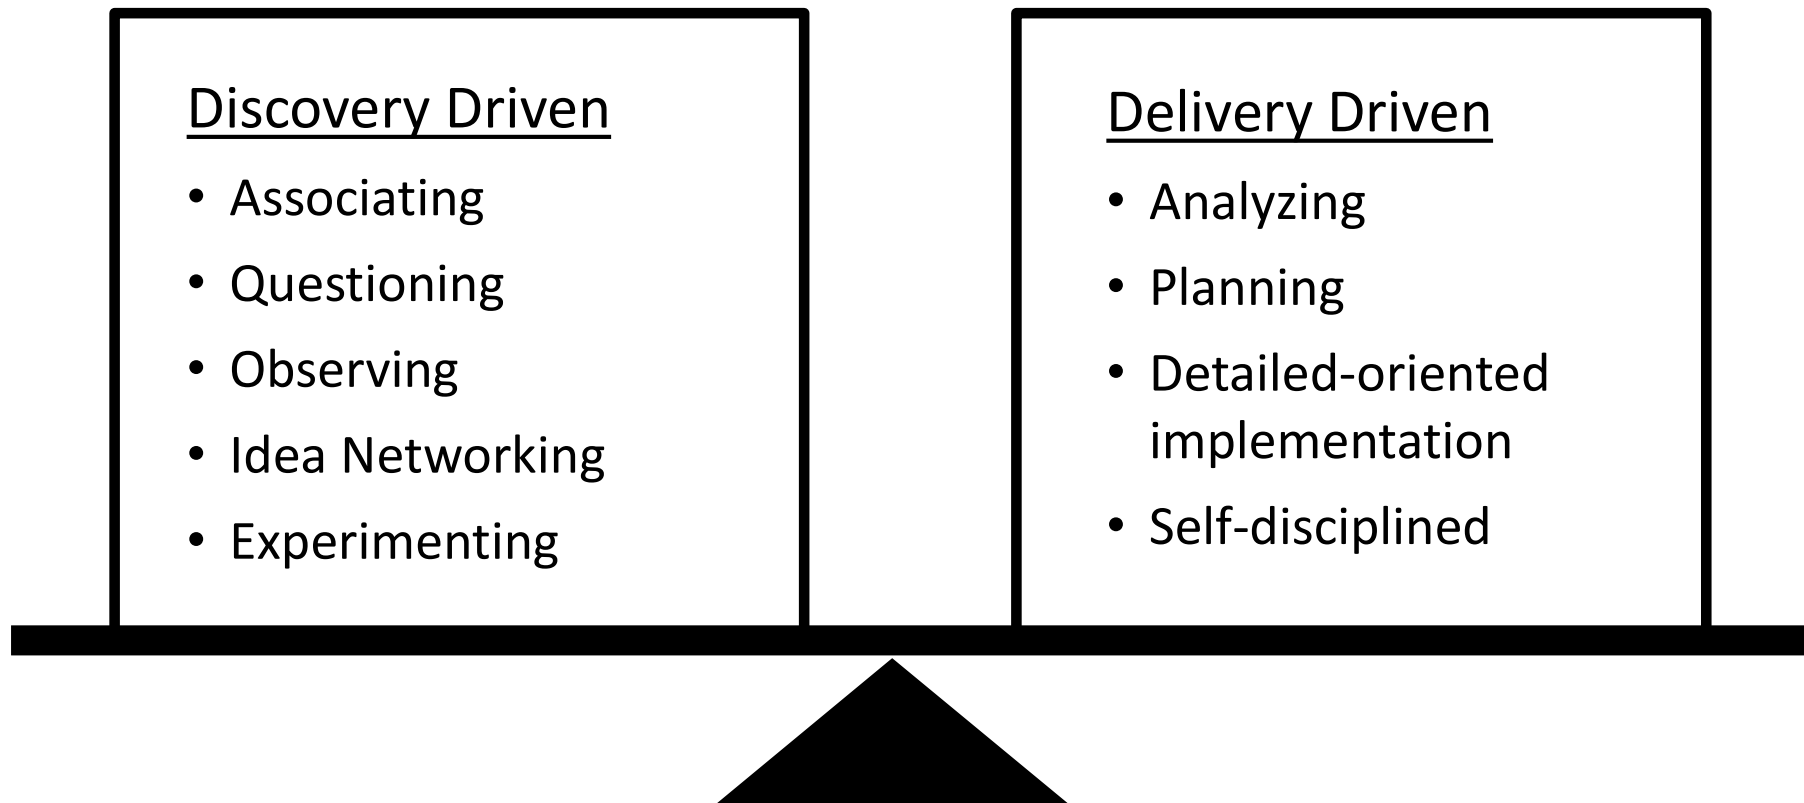 Discovery Driven
• Associating
• Questioning
• Observing
• Idea Networking
• Experimenting
Delivery Driven
• Analyzing
• Planning
• Detailed-oriented
implementation
• Self-disciplined